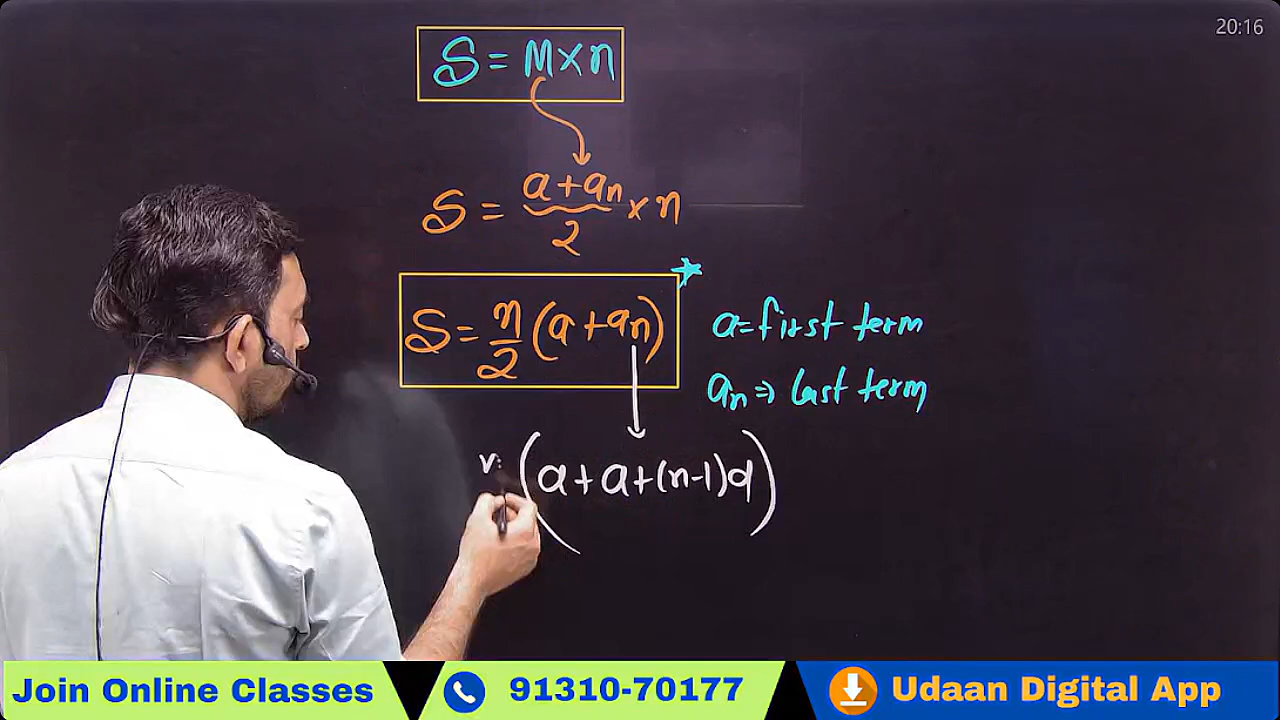 20:16
S = M × n
S = (a + aₙ)/2 × n
S = n/2 (a + aₙ)
a = first term
aₙ ⇒ last term
(a + a + (n-1)d)
Join Online Classes
91310-70177
Udaan Digital App